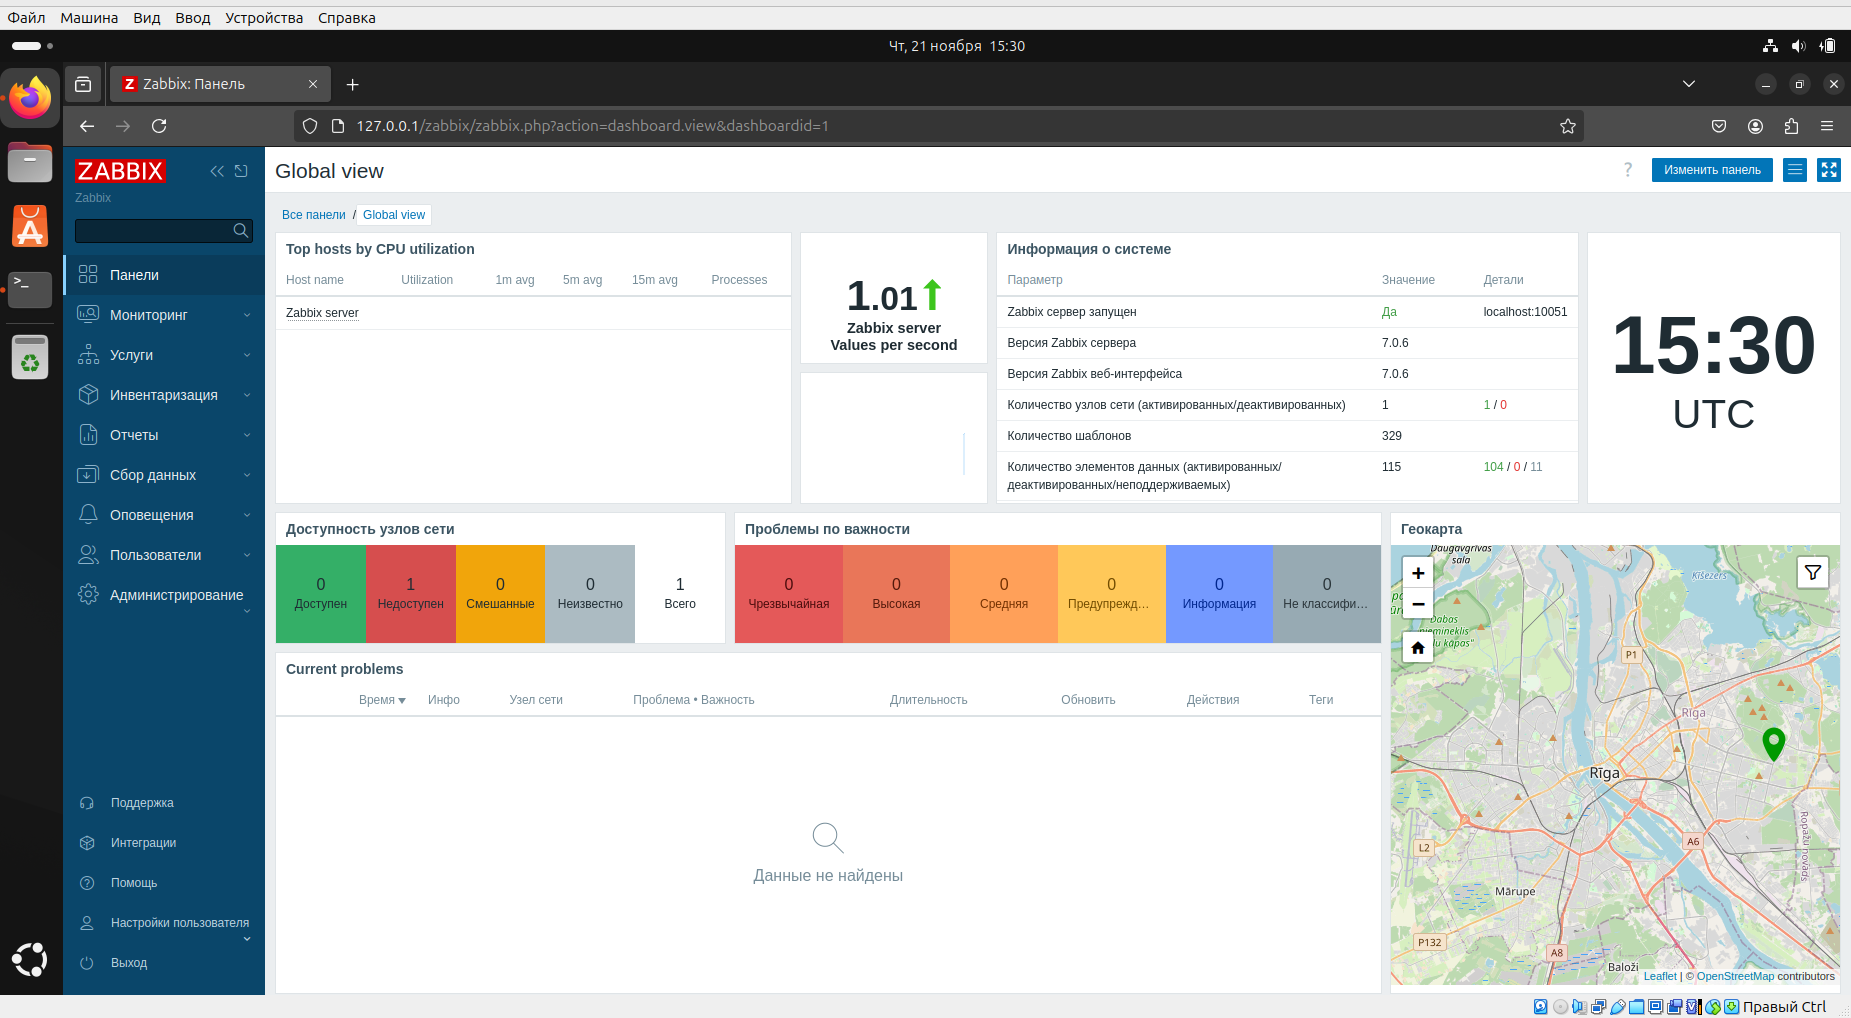 Файл Машина Вид Ввод Устройства Справка
Чт, 21 ноября 15:30
Z Zabbix: Панель
127.0.0.1/zabbix/zabbix.php?action=dashboard.view&dashboardid=1
ZABBIX
Zabbix
Панели
Мониторинг
Услуги
Инвентаризация
Отчеты
Сбор данных
Оповещения
Пользователи
Администрирование
Поддержка
Интеграции
Помощь
Настройки пользователя
Выход
Global view
? Изменить панель
Все панели / Global view
Top hosts by CPU utilization
Host name Utilization 1m avg 5m avg 15m avg Processes
Zabbix server
1.01
Zabbix server
Values per second
Информация о системе
Параметр Значение Детали
Zabbix сервер запущен Да localhost:10051
Версия Zabbix сервера 7.0.6
Версия Zabbix веб-интерфейса 7.0.6
Количество узлов сети (активированных/деактивированных) 1 1 / 0
Количество шаблонов 329
Количество элементов данных (активированных/ 115 104 / 0 / 11
деактивированных/неподдерживаемых)
15:30
UTC
Доступность узлов сети
0 1 0 0 1
Доступен Недоступен Смешанные Неизвестно Всего
Проблемы по важности
0 0 0 0 0 0
Чрезвычайная Высокая Средняя Предупрежд… Информация Не классифи…
Current problems
Время Инфо Узел сети Проблема • Важность Длительность Обновить Действия Теги
Данные не найдены
Геокарта
+
−
Daugavgrīvas
sala
Ķīšezers
Dabas
piemineklis
P1
Rīga
Rīga
Ropažu novads
L2
A6
Mārupe
P132
A8
Baloži
Leaflet | © OpenStreetMap contributors
Правый Ctrl